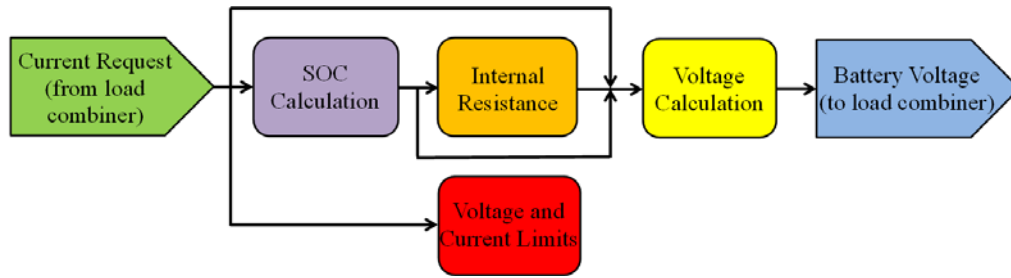 Current Request
(from load
combiner)
SOC
Calculation
Internal
Resistance
Voltage
Calculation
Battery Voltage
(to load combiner)
Voltage and
Current Limits